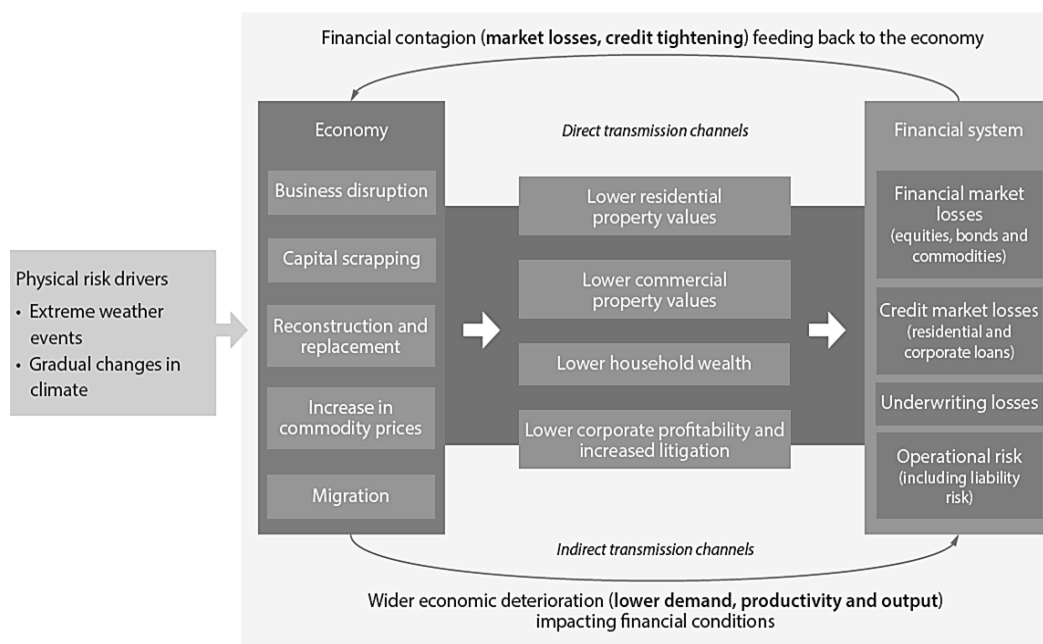 Financial contagion (market losses, credit tightening) feeding back to the economy
Economy
Direct transmission channels
Financial system
Physical risk drivers
• Extreme weather
events
• Gradual changes in
climate
Business disruption
Capital scrapping
Reconstruction and
replacement
Increase in
commodity prices
Migration
Lower residential
property values
Lower commercial
property values
Lower household wealth
Lower corporate profitability and
increased litigation
Financial market
losses
(equities, bonds and
commodities)
Credit market losses
(residential and
corporate loans)
Underwriting losses
Operational risk
(including liability
risk)
Indirect transmission channels
Wider economic deterioration (lower demand, productivity and output)
impacting financial conditions